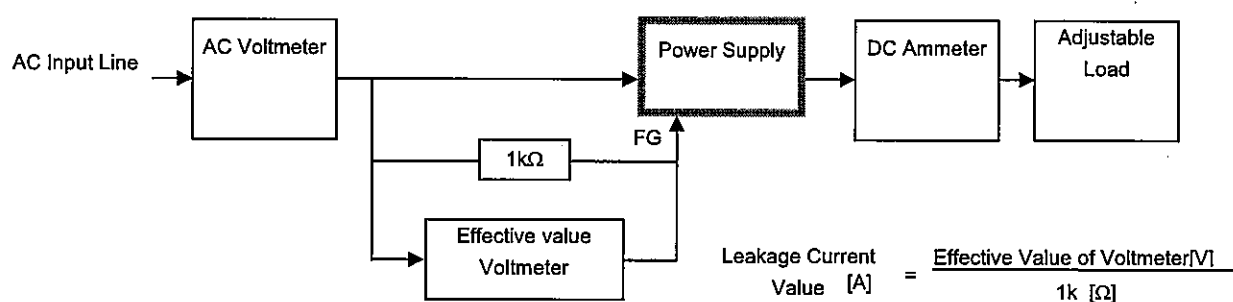 AC Input Line
AC Voltmeter
Power Supply
DC Ammeter
Adjustable
Load
FG
1kΩ
Effective value
Voltmeter
Leakage Current
Value [A]
=
Effective Value of Voltmeter[V]
1k [Ω]